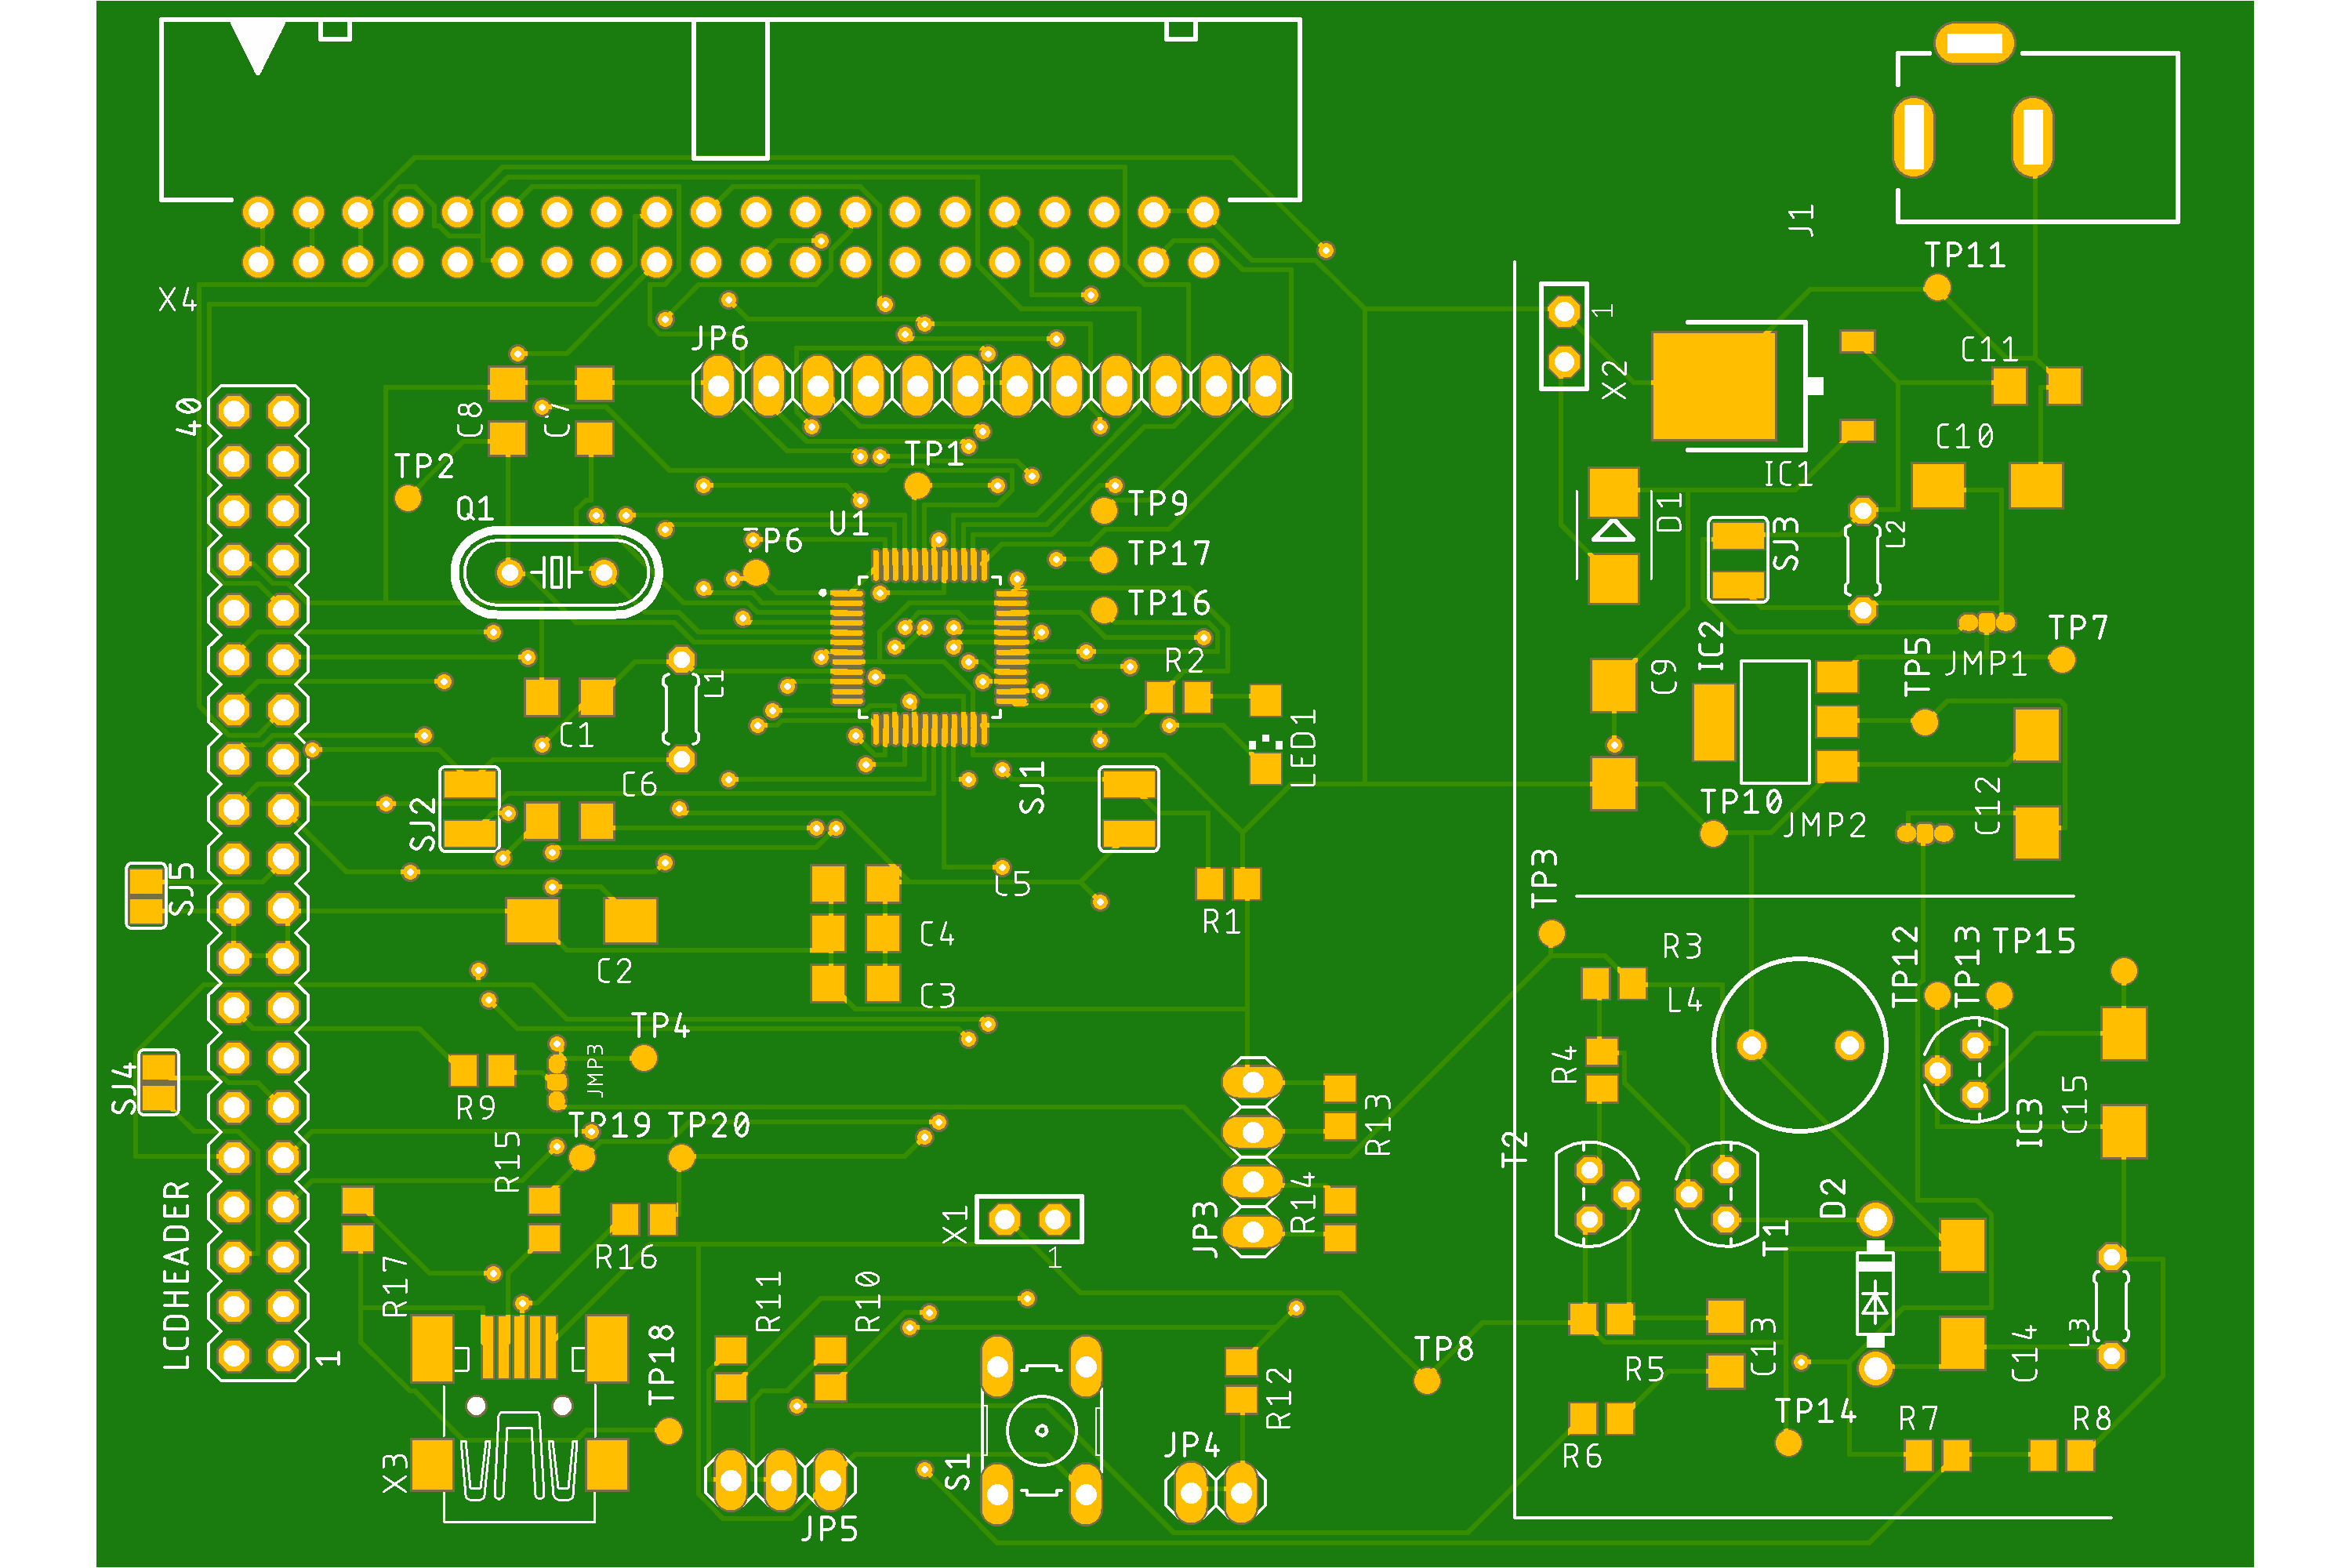 J1
TP11
X4
1
JP6
X2
C11
40
C8
C7
C10
TP2
TP1
IC1
Q1
U1
TP9
D1
SJ3
L2
TP6
TP17
TP16
IC2
TP5
TP7
R2
C9
JMP1
L1
C1
LED1
C6
SJ1
SJ2
TP10
JMP2
C12
SJ5
TP3
C5
R1
C4
C2
C3
R3
L4
TP12
TP13
TP15
TP4
JMP3
R4
SJ4
R9
TP19
TP20
R13
T2
IC3
C15
R15
R14
D2
LCDHEADER
R16
X1
1
JP3
T1
R17
R11
R10
TP18
TP8
C13
L3
1
R5
C14
R12
TP14
R7
R8
X3
S1
JP4
R6
JP5